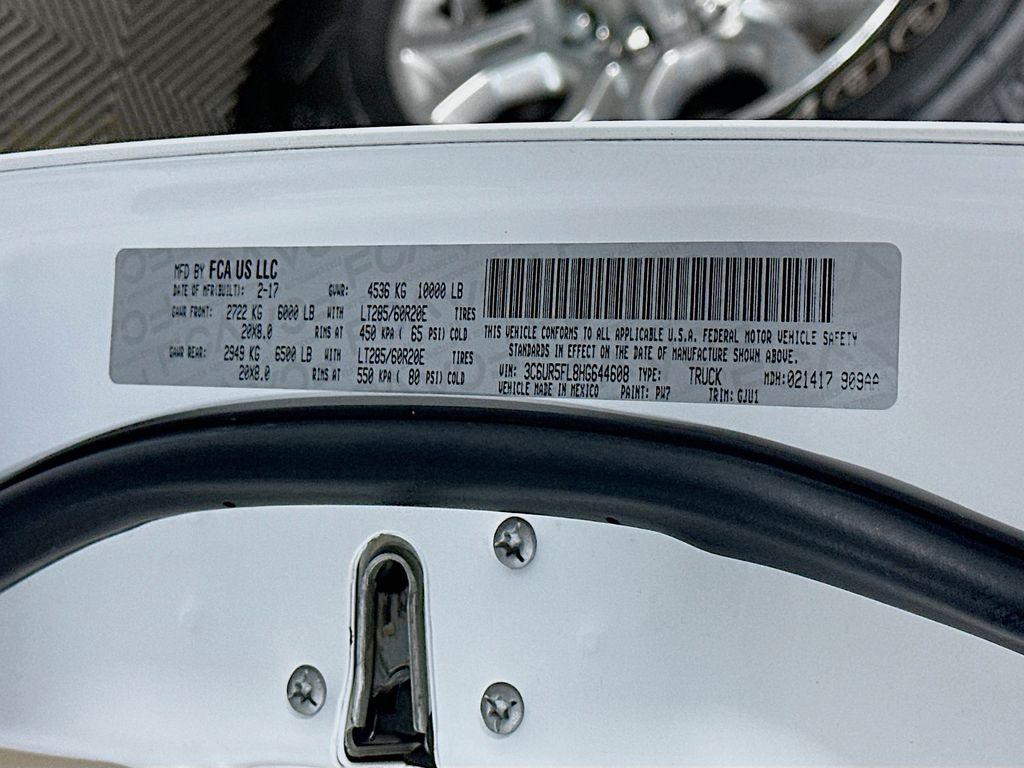 MFD BY FCA US LLC
DATE OF MFR(BUILT): 2-17 GVWR: 4536 KG 10000 LB
GAWR FRONT: 2722 KG 6000 LB WITH LT285/60R20E TIRES
20X8.0 RIMS AT 450 KPA ( 65 PSI) COLD
GAWR REAR: 2949 KG 6500 LB WITH LT285/60R20E TIRES
20X8.0 RIMS AT 550 KPA ( 80 PSI) COLD
THIS VEHICLE CONFORMS TO ALL APPLICABLE U.S.A. FEDERAL MOTOR VEHICLE SAFETY
STANDARDS IN EFFECT ON THE DATE OF MANUFACTURE SHOWN ABOVE.
VIN: 3C6UR5FL8HG644608 TYPE: TRUCK MDH:021417 909AA
VEHICLE MADE IN MEXICO PAINT: PW7 TRIM: GJU1